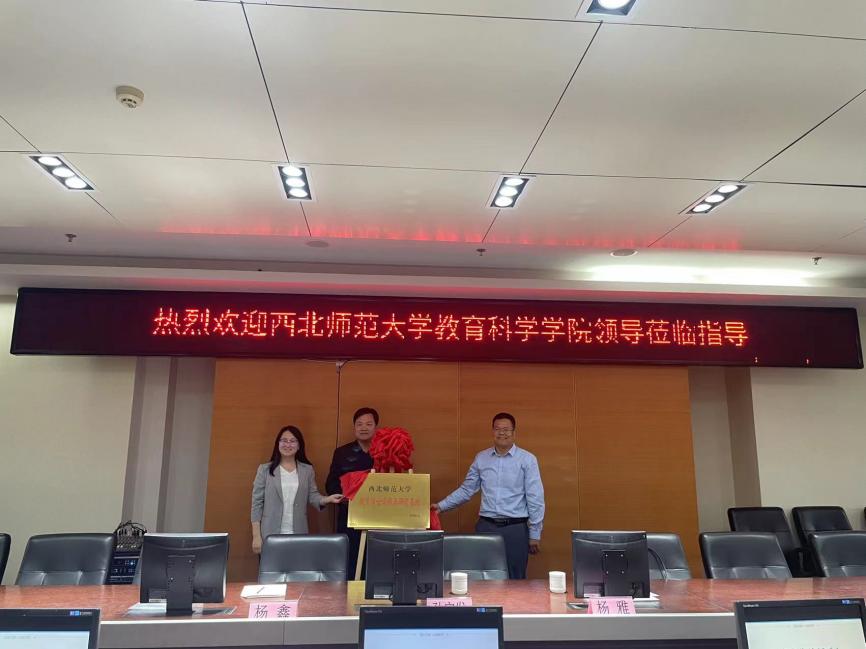 热烈欢迎西北师范大学教育科学学院领导莅临指导
西北师范大学
杨鑫
杨雅